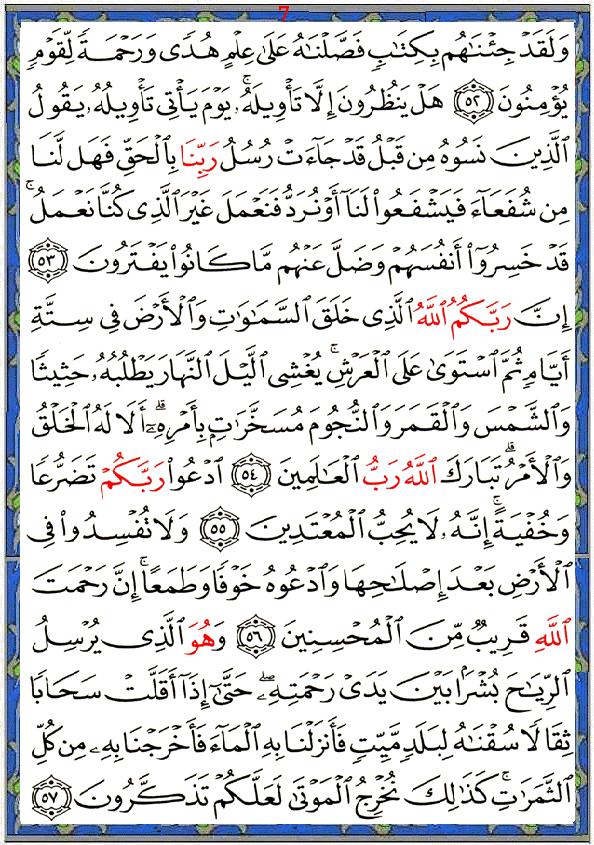 7
وَلَقَدْ جِئْنَٰهُم بِكِتَٰبٍ فَصَّلْنَٰهُ عَلَىٰ عِلْمٍ هُدًى وَرَحْمَةً لِّقَوْمٍ
يُؤْمِنُونَ ٥٢ هَلْ يَنظُرُونَ إِلَّا تَأْوِيلَهُۥۚ يَوْمَ يَأْتِى تَأْوِيلُهُۥ يَقُولُ
ٱلَّذِينَ نَسُوهُ مِن قَبْلُ قَدْ جَآءَتْ رُسُلُ رَبِّنَا بِٱلْحَقِّ فَهَل لَّنَا
مِن شُفَعَآءَ فَيَشْفَعُوا۟ لَنَآ أَوْ نُرَدُّ فَنَعْمَلَ غَيْرَ ٱلَّذِى كُنَّا نَعْمَلُۚ
قَدْ خَسِرُوٓا۟ أَنفُسَهُمْ وَضَلَّ عَنْهُم مَّا كَانُوا۟ يَفْتَرُونَ ٥٣
إِنَّ رَبَّكُمُ ٱللَّهُ ٱلَّذِى خَلَقَ ٱلسَّمَٰوَٰتِ وَٱلْأَرْضَ فِى سِتَّةِ
أَيَّامٍ ثُمَّ ٱسْتَوَىٰ عَلَى ٱلْعَرْشِۚ يُغْشِى ٱلَّيْلَ ٱلنَّهَارَ يَطْلُبُهُۥ حَثِيثًا
وَٱلشَّمْسَ وَٱلْقَمَرَ وَٱلنُّجُومَ مُسَخَّرَٰتٍۭ بِأَمْرِهِۦٓۗ أَلَا لَهُ ٱلْخَلْقُ
وَٱلْأَمْرُۗ تَبَارَكَ ٱللَّهُ رَبُّ ٱلْعَٰلَمِينَ ٥٤ ٱدْعُوا۟ رَبَّكُمْ تَضَرُّعًا
وَخُفْيَةًۚ إِنَّهُۥ لَا يُحِبُّ ٱلْمُعْتَدِينَ ٥٥ وَلَا تُفْسِدُوا۟ فِى
ٱلْأَرْضِ بَعْدَ إِصْلَٰحِهَا وَٱدْعُوهُ خَوْفًا وَطَمَعًاۚ إِنَّ رَحْمَتَ
ٱللَّهِ قَرِيبٌ مِّنَ ٱلْمُحْسِنِينَ ٥٦ وَهُوَ ٱلَّذِى يُرْسِلُ
ٱلرِّيَٰحَ بُشْرًۢا بَيْنَ يَدَىْ رَحْمَتِهِۦۖ حَتَّىٰٓ إِذَآ أَقَلَّتْ سَحَابًا
ثِقَالًا سُقْنَٰهُ لِبَلَدٍ مَّيِّتٍ فَأَنزَلْنَا بِهِ ٱلْمَآءَ فَأَخْرَجْنَا بِهِۦ مِن كُلِّ
ٱلثَّمَرَٰتِۚ كَذَٰلِكَ نُخْرِجُ ٱلْمَوْتَىٰ لَعَلَّكُمْ تَذَكَّرُونَ ٥٧